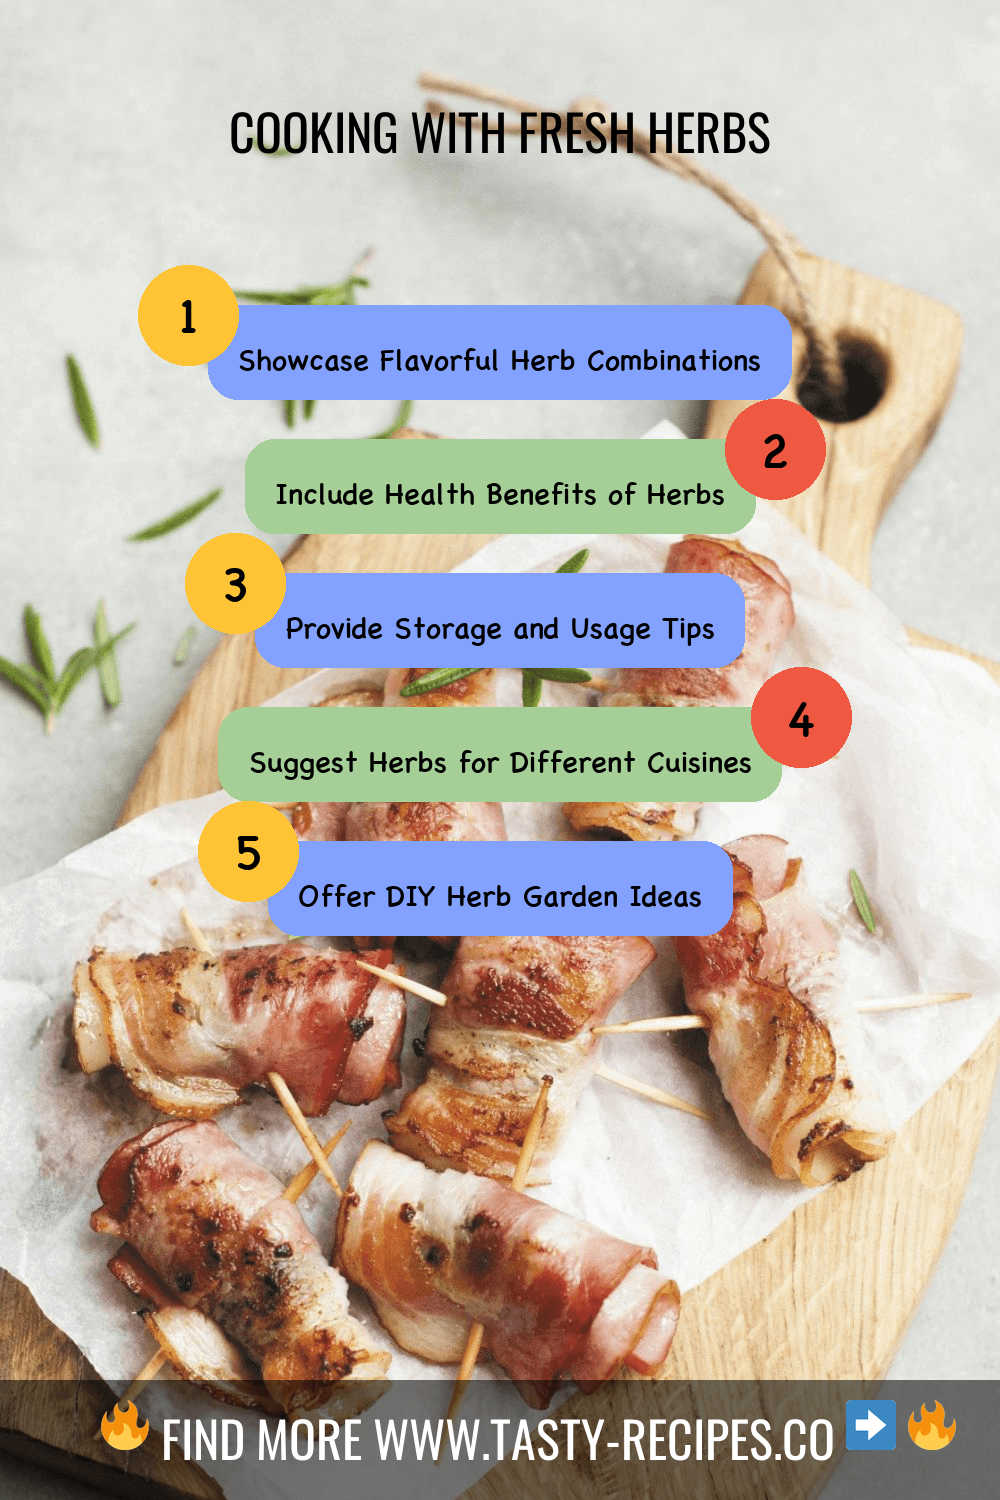 COOKING WITH FRESH HERBS
1
Showcase Flavorful Herb Combinations
2
Include Health Benefits of Herbs
3
Provide Storage and Usage Tips
4
Suggest Herbs for Different Cuisines
5
Offer DIY Herb Garden Ideas
🔥 FIND MORE WWW.TASTY-RECIPES.CO ➡️ 🔥